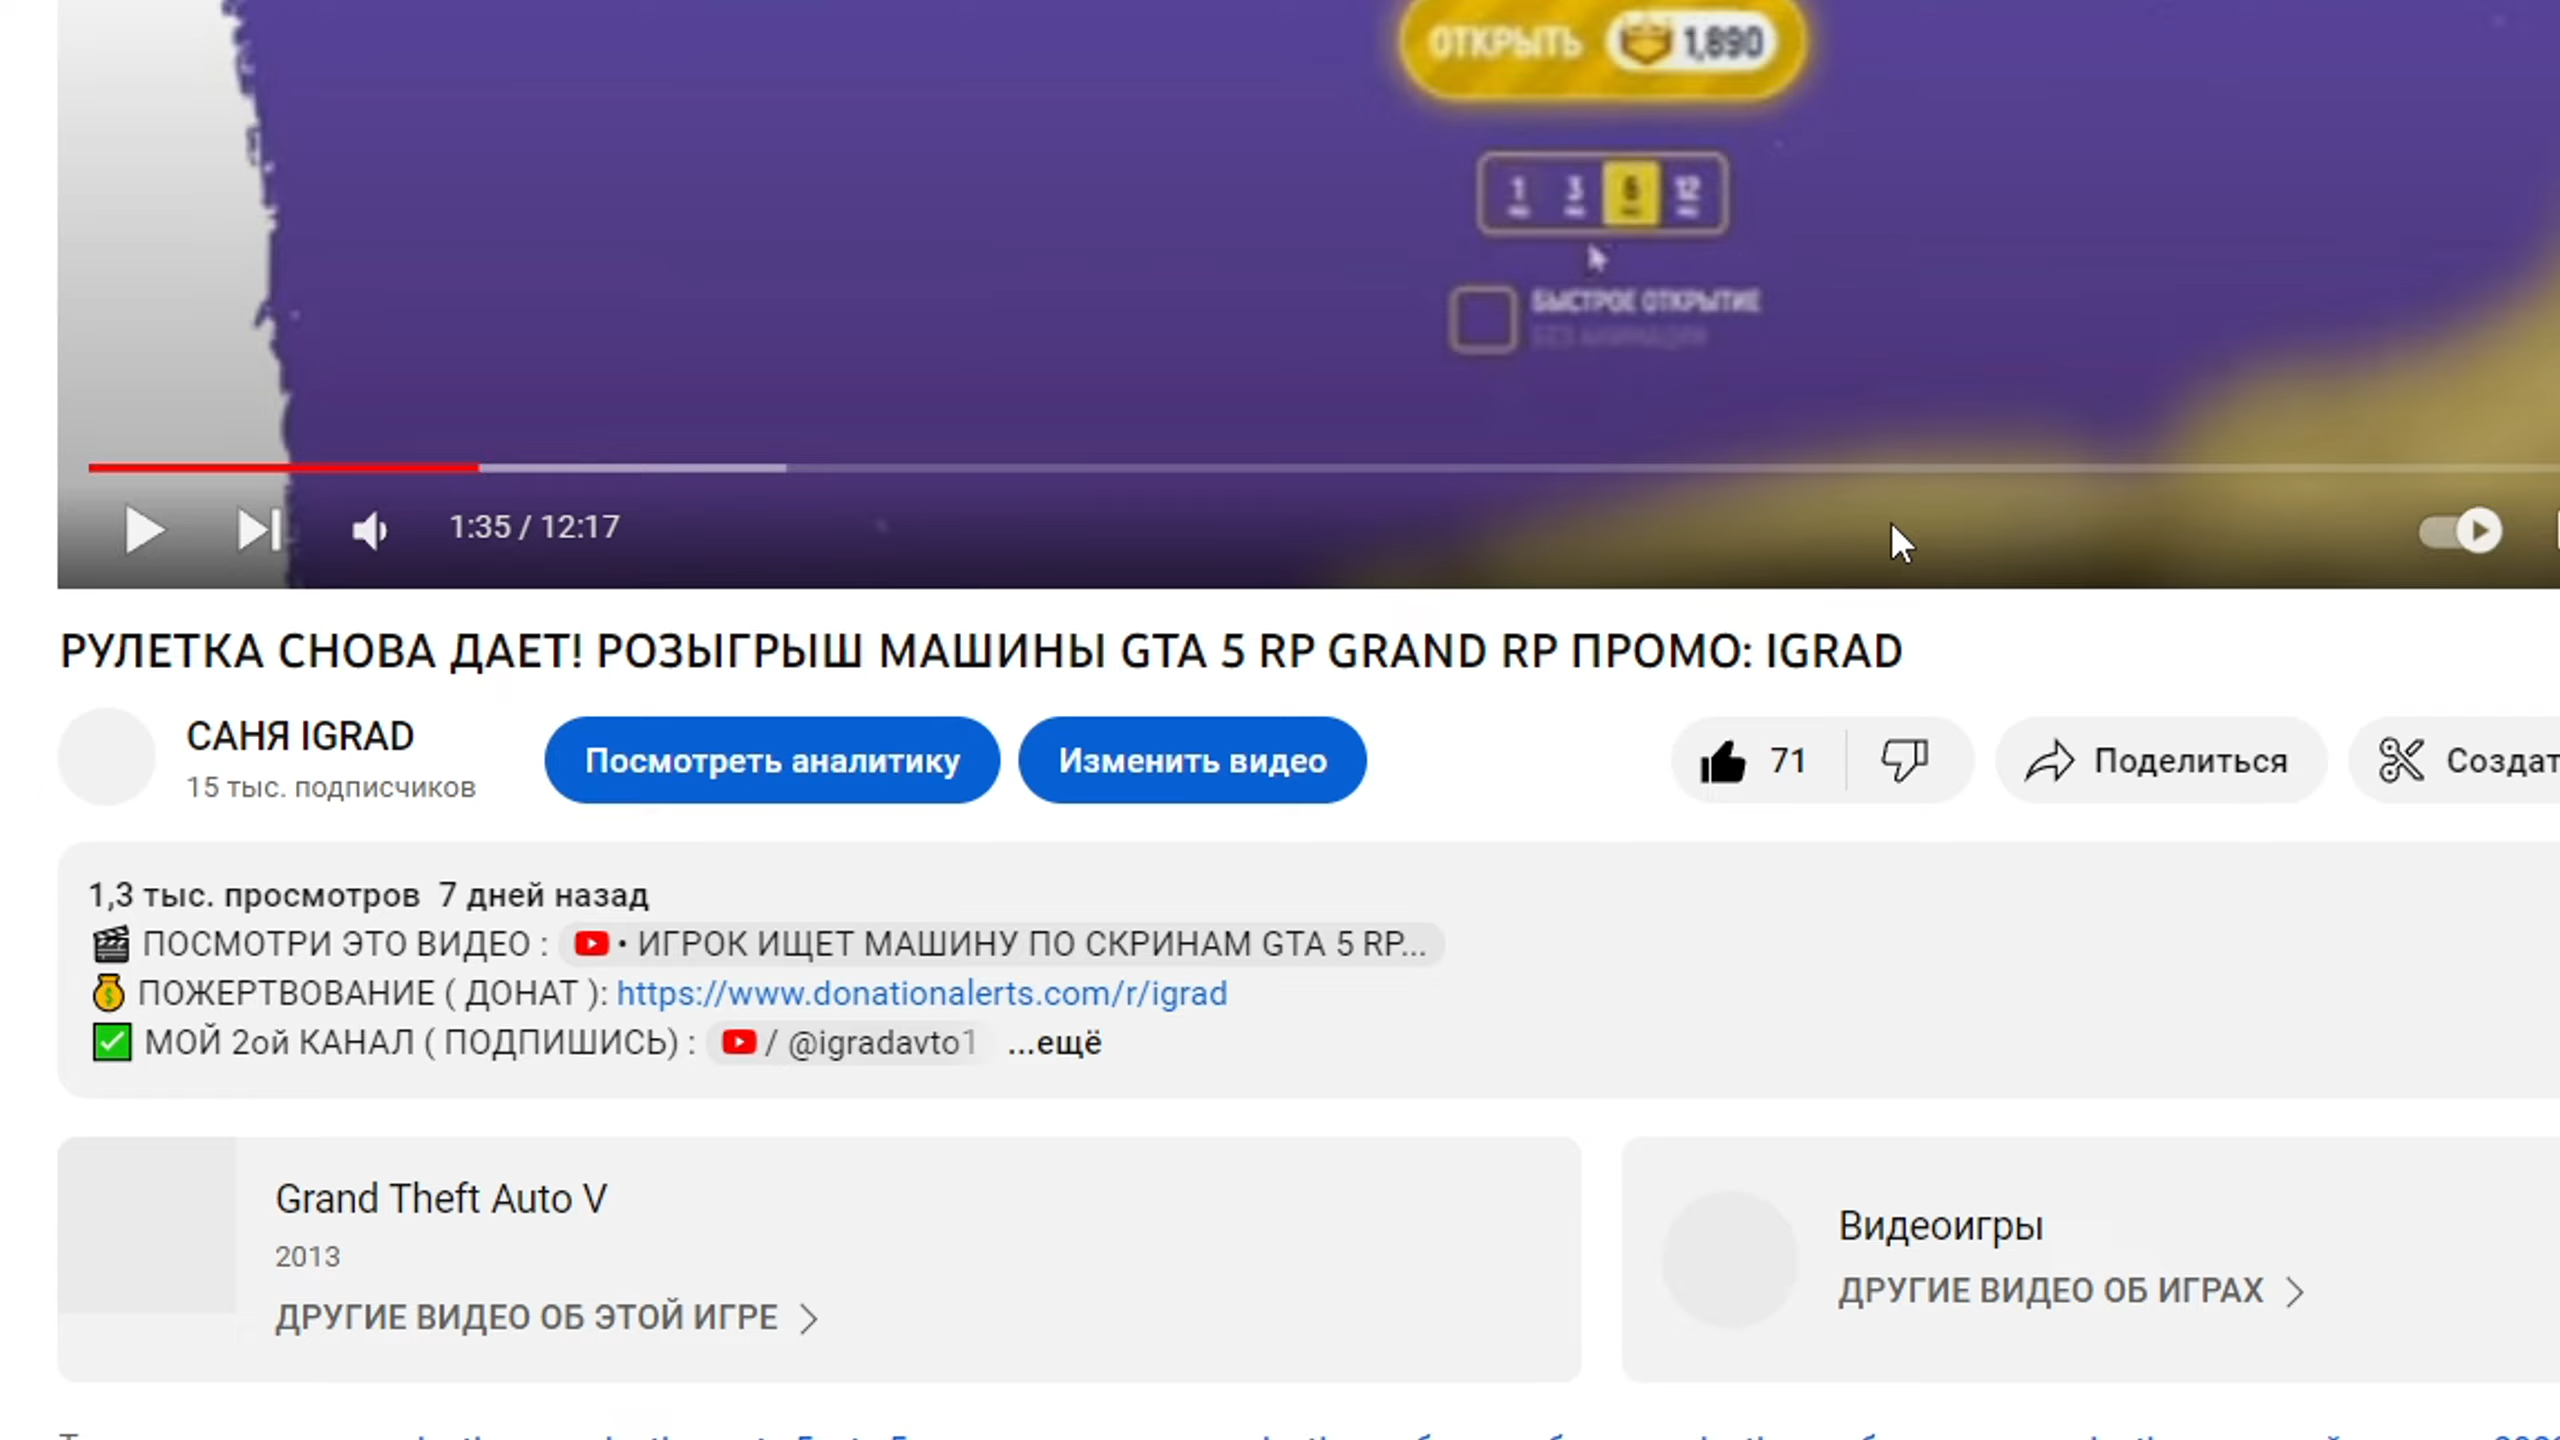 ОТКРЫТЬ 1,890
1 3 6 12
БЫСТРОЕ ОТКРЫТИЕ
БЕЗ АНИМАЦИИ
1:35 / 12:17
РУЛЕТКА СНОВА ДАЕТ! РОЗЫГРЫШ МАШИНЫ GTA 5 RP GRAND RP ПРОМО: IGRAD
САНЯ IGRAD
15 тыс. подписчиков
Посмотреть аналитику
Изменить видео
71
Поделиться
Создат
1,3 тыс. просмотров 7 дней назад
🎬 ПОСМОТРИ ЭТО ВИДЕО : • ИГРОК ИЩЕТ МАШИНУ ПО СКРИНАМ GTA 5 RP...
💰 ПОЖЕРТВОВАНИЕ ( ДОНАТ ): https://www.donationalerts.com/r/igrad
✅ МОЙ 2ой КАНАЛ ( ПОДПИШИСЬ) : / @igradavto1 ...ещё
Grand Theft Auto V
2013
ДРУГИЕ ВИДЕО ОБ ЭТОЙ ИГРЕ
Видеоигры
ДРУГИЕ ВИДЕО ОБ ИГРАХ